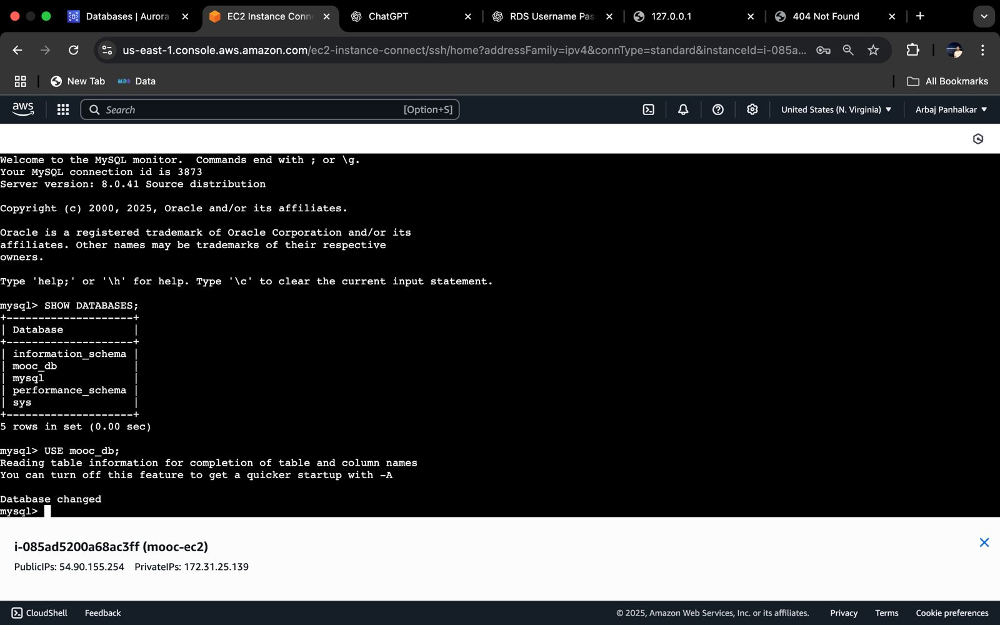 Databases | Aurora
EC2 Instance Conn
ChatGPT
RDS Username Pas
127.0.0.1
404 Not Found
us-east-1.console.aws.amazon.com/ec2-instance-connect/ssh/home?addressFamily=ipv4&connType=standard&instanceId=i-085a...
New Tab
MDB Data
All Bookmarks
aws
Search
[Option+S]
United States (N. Virginia) ▼
Arbaj Panhalkar ▼
Welcome to the MySQL monitor.  Commands end with ; or \g.
Your MySQL connection id is 3873
Server version: 8.0.41 Source distribution
Copyright (c) 2000, 2025, Oracle and/or its affiliates.
Oracle is a registered trademark of Oracle Corporation and/or its
affiliates. Other names may be trademarks of their respective
owners.
Type 'help;' or '\h' for help. Type '\c' to clear the current input statement.
mysql> SHOW DATABASES;
+--------------------+
| Database           |
+--------------------+
| information_schema |
| mooc_db            |
| mysql              |
| performance_schema |
| sys                |
+--------------------+
5 rows in set (0.00 sec)
mysql> USE mooc_db;
Reading table information for completion of table and column names
You can turn off this feature to get a quicker startup with -A
Database changed
mysql>
i-085ad5200a68ac3ff (mooc-ec2)
PublicIPs: 54.90.155.254 PrivateIPs: 172.31.25.139
CloudShell Feedback © 2025, Amazon Web Services, Inc. or its affiliates. Privacy Terms Cookie preferences